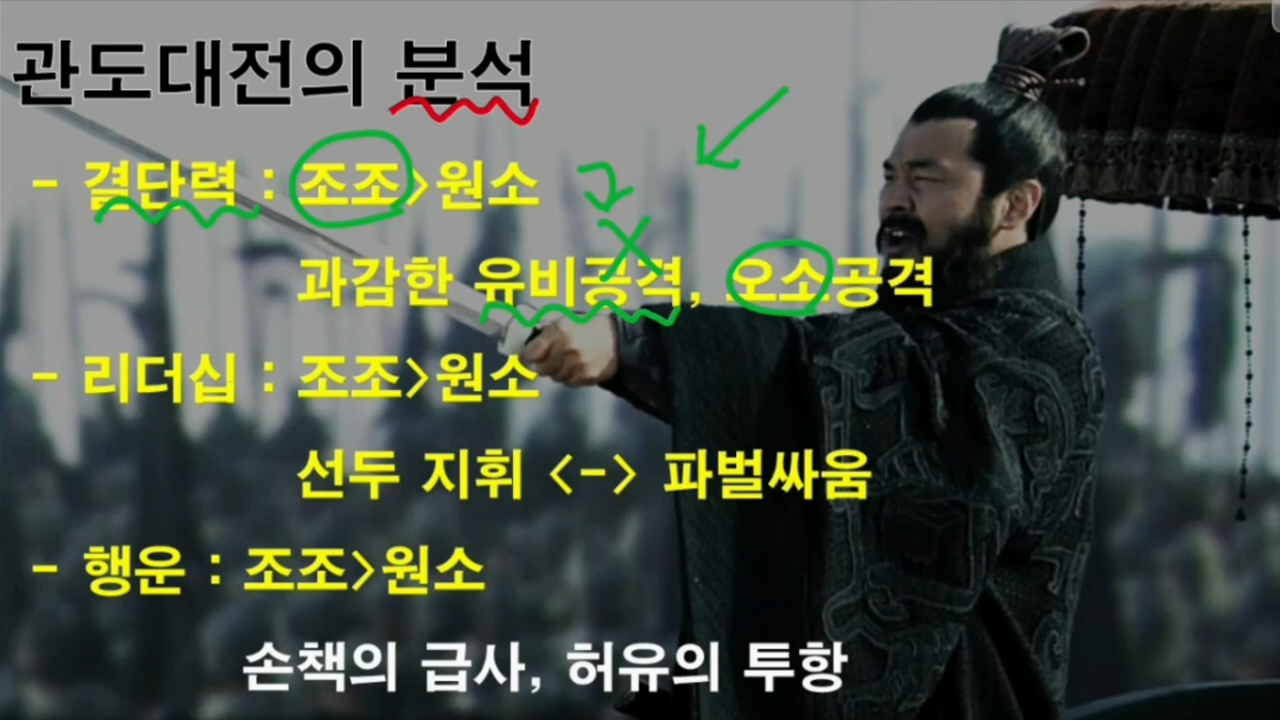 관도대전의 분석
- 결단력 : 조조>원소
과감한 유비공격, 오소공격
- 리더십 : 조조>원소
선두 지휘 <-> 파벌싸움
- 행운 : 조조>원소
손책의 급사, 허유의 투항